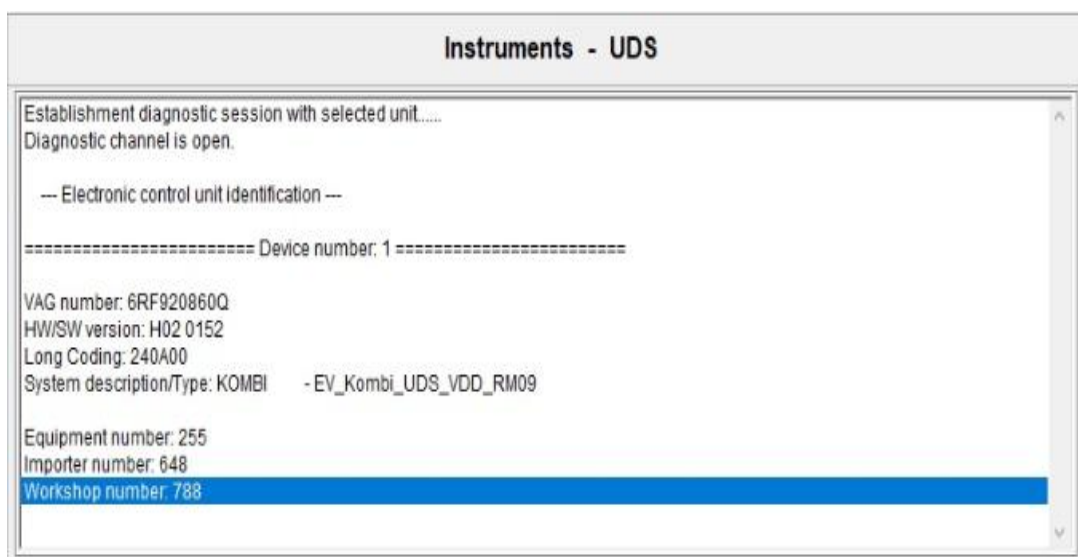 Instruments - UDS
Establishment diagnostic session with selected unit......
Diagnostic channel is open.
--- Electronic control unit identification ---
======================== Device number: 1 ========================
VAG number: 6RF920860Q
HW/SW version: H02 0152
Long Coding: 240A00
System description/Type: KOMBI - EV_Kombi_UDS_VDD_RM09
Equipment number: 255
Importer number: 648
Workshop number: 788